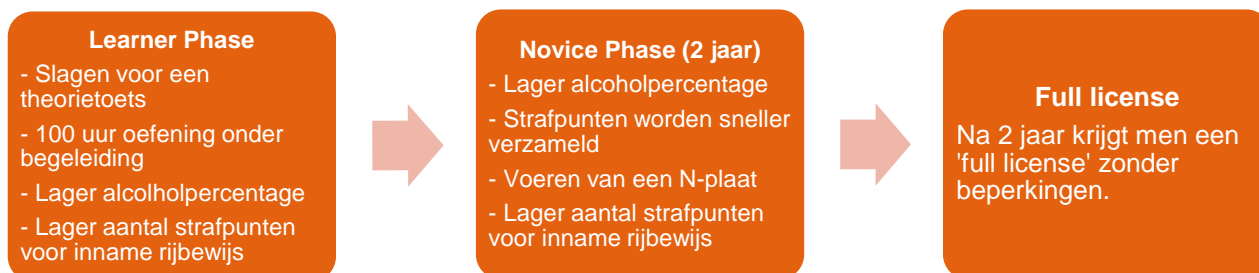 Learner Phase
- Slagen voor een
theorietoets
- 100 uur oefening onder
begeleiding
- Lager alcolholpercentage
- Lager aantal strafpunten
voor inname rijbewijs
Novice Phase (2 jaar)
- Lager alcoholpercentage
- Strafpunten worden sneller
verzameld
- Voeren van een N-plaat
- Lager aantal strafpunten
voor inname rijbewijs
Full license
Na 2 jaar krijgt men een
'full license' zonder
beperkingen.